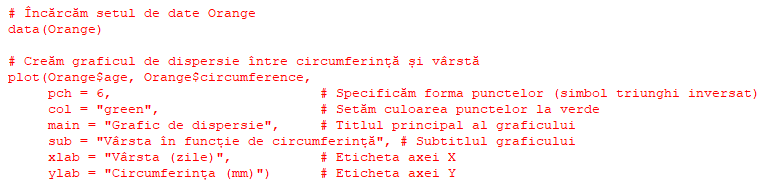 # Încărcăm setul de date Orange
data(Orange)
# Creăm graficul de dispersie între circumferință și vârstă
plot(Orange$age, Orange$circumference,
pch = 6, # Specificăm forma punctelor (simbol triunghi inversat)
col = "green", # Setăm culoarea punctelor la verde
main = "Grafic de dispersie", # Titlul principal al graficului
sub = "Vârsta în funcție de circumferință", # Subtitlul graficului
xlab = "Vârsta (zile)", # Eticheta axei X
ylab = "Circumferința (mm)") # Eticheta axei Y